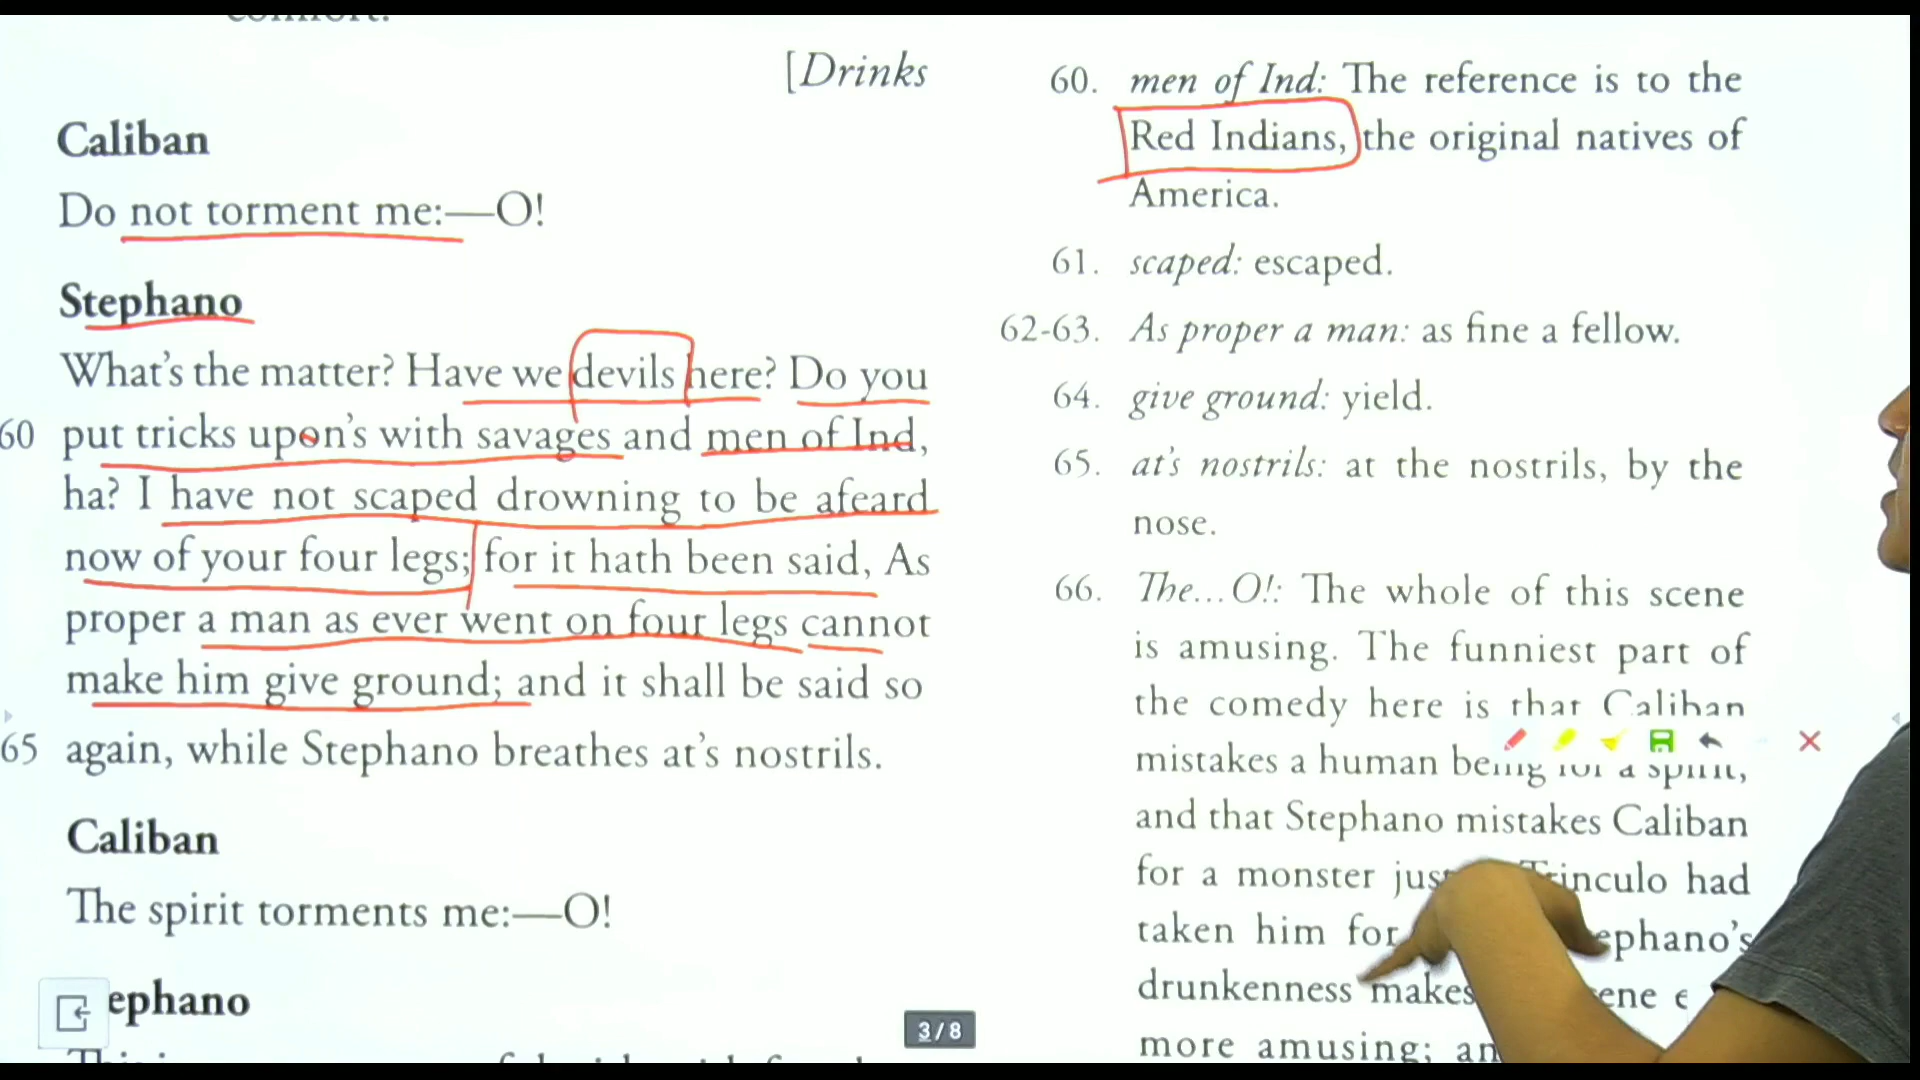 [Drinks
Caliban
Do not torment me:—O!
Stephano
What's the matter? Have we devils here? Do you
60 put tricks upon's with savages and men of Ind,
ha? I have not scaped drowning to be afeard
now of your four legs; for it hath been said, As
proper a man as ever went on four legs cannot
make him give ground; and it shall be said so
65 again, while Stephano breathes at's nostrils.
Caliban
The spirit torments me:—O!
ephano
3/8
60. men of Ind: The reference is to the
Red Indians, the original natives of
America.
61. scaped: escaped.
62-63. As proper a man: as fine a fellow.
64. give ground: yield.
65. at's nostrils: at the nostrils, by the
nose.
66. The...O!: The whole of this scene
is amusing. The funniest part of
the comedy here is that Caliban
mistakes a human being for a spirit,
and that Stephano mistakes Caliban
for a monster Trinculo had
taken him for ephano's
drunkenness makes
more amusing;